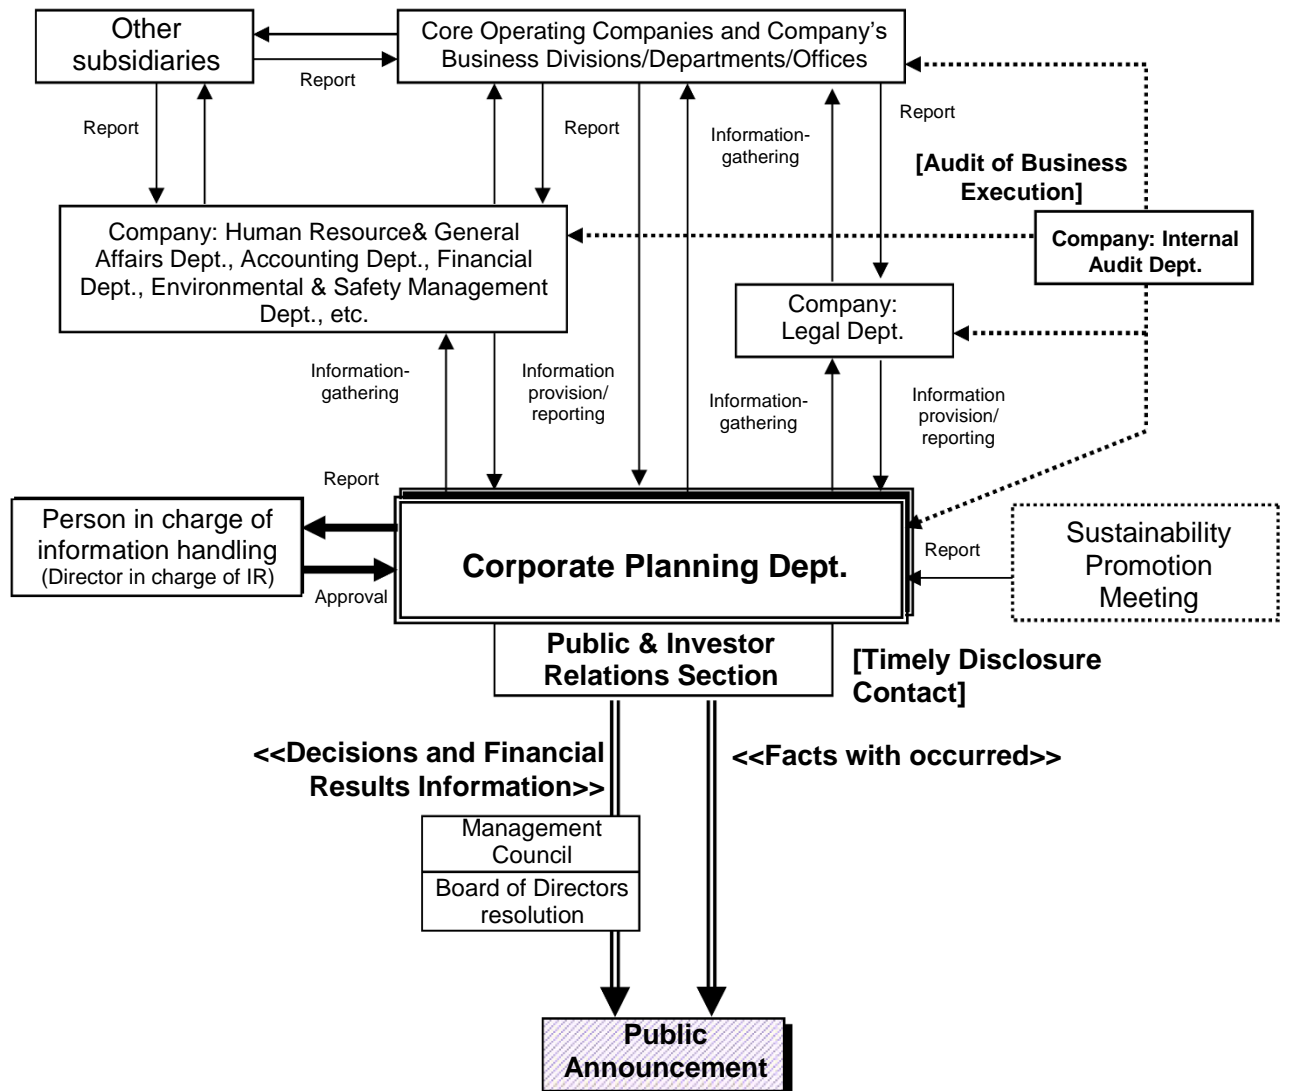 Other
subsidiaries
Core Operating Companies and Company's
Business Divisions/Departments/Offices
Report
Report
Report
Information-
gathering
Report
[Audit of Business
Execution]
Company: Human Resource& General
Affairs Dept., Accounting Dept., Financial
Dept., Environmental & Safety Management
Dept., etc.
Company: Internal
Audit Dept.
Company:
Legal Dept.
Information-
gathering
Information
provision/
reporting
Information-
gathering
Information
provision/
reporting
Report
Person in charge of
information handling
(Director in charge of IR)
Approval
Corporate Planning Dept.
Report
Sustainability
Promotion
Meeting
Public & Investor
Relations Section
[Timely Disclosure
Contact]
<<Decisions and Financial
Results Information>>
<<Facts with occurred>>
Management
Council
Board of Directors
resolution
Public
Announcement